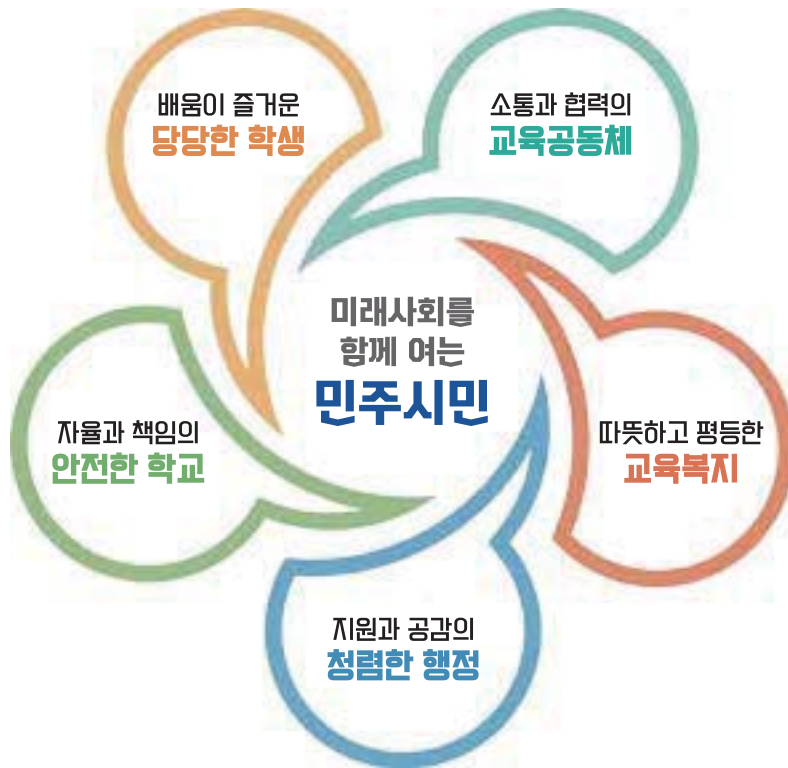 배움이 즐거운
당당한 학생
소통과 협력의
교육공동체
미래사회를
함께 여는
민주시민
자율과 책임의
안전한 학교
따뜻하고 평등한
교육복지
지원과 공감의
청렴한 행정